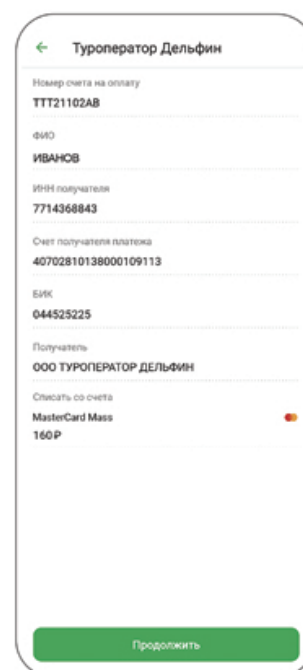 Туроператор Дельфин
Номер счета на оплату
ТТТ21102АВ
ФИО
ИВАНОВ
ИНН получателя
7714368843
Счет получателя платежа
40702810138000109113
БИК
044525225
Получатель
ООО ТУРОПЕРАТОР ДЕЛЬФИН
Списать со счета
MasterCard Mass
160 ₽
Продолжить